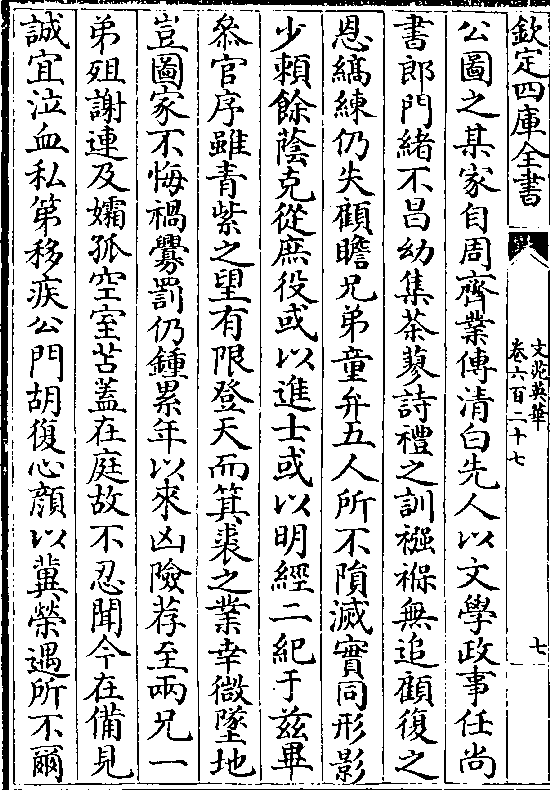 欽定四庫全書
文苑英華
卷六百二十七
七
公圖之某家自周齊業傳清白先人以文學政事任尚
書郎門緒不昌幼集荼蓼詩禮之訓襁褓無追顧復之
恩縞練仍失顧瞻兄弟童弁五人所不隕滅實同形影
少賴餘蔭克從庶役或以進士或以明經二紀于兹畢
叅官序雖青紫之望有限登天而箕裘之業幸微墜地
豈圖家不悔禍釁罰仍鍾累年以來凶險荐至兩兄一
弟殂謝連及孀孤空室苫蓋在庭故不忍聞今在備見
誠宜泣血私第移疾公門胡復心顔以冀榮遇所不爾